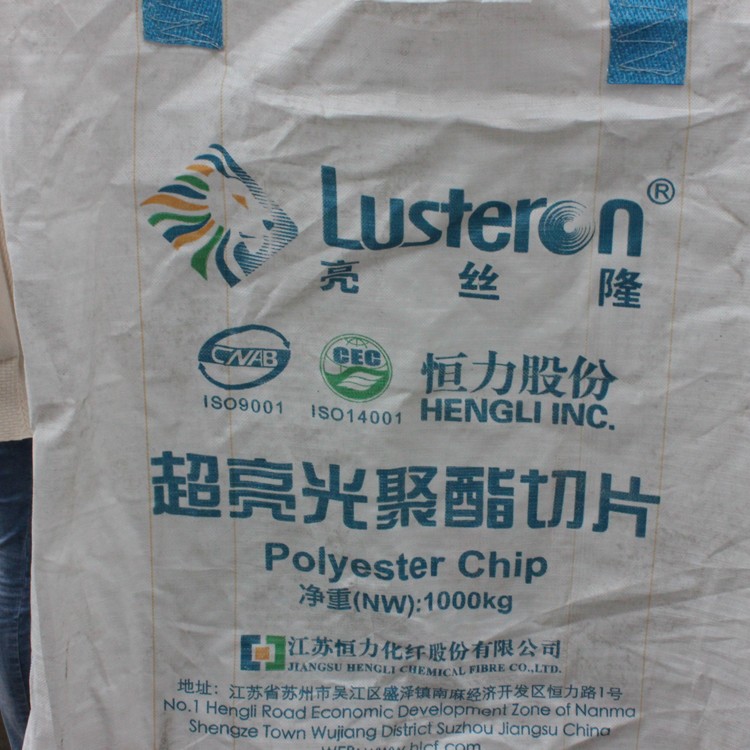 Lusteron®
亮丝隆
CNAB CEC
ISO9001 ISO14001
恒力股份
HENGLI INC.
超亮光聚酯切片
Polyester Chip
净重(NW):1000kg
江苏恒力化纤股份有限公司
JIANGSU HENGLI CHEMICAL FIBRE CO.,LTD.
地址：江苏省苏州市吴江区盛泽镇南麻经济开发区恒力路1号
No.1 Hengli Road Economic Development Zone of Nanma
Shengze Town Wujiang District Suzhou Jiangsu China
hlcf.com